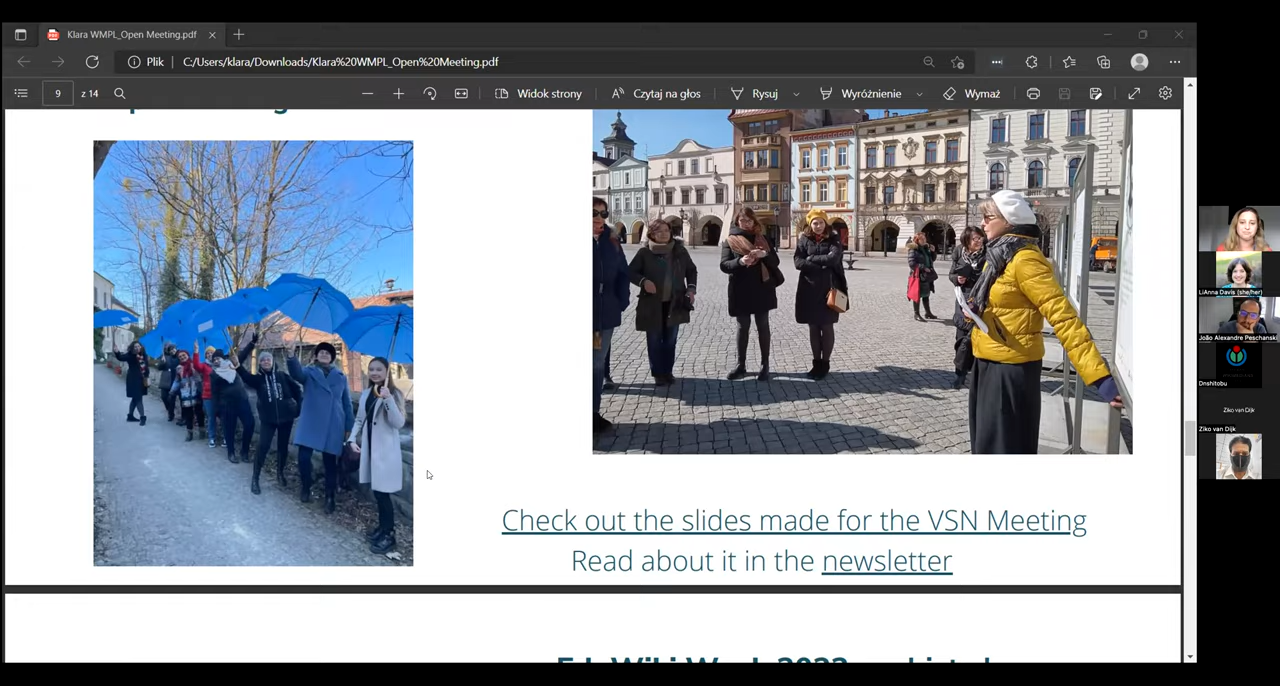 Klara WMPL_Open Meeting.pdf
Plik
C:/Users/klara/Downloads/Klara%20WMPL_Open%20Meeting.pdf
9 z 14
Widok strony
Czytaj na głos
Rysuj
Wyróżnienie
Wymaż
Check out the slides made for the VSN Meeting
Read about it in the newsletter
LiAnna Davis (she/her)
João Alexandre Peschanski
Dnshitobu
Ziko van Dijk
Ziko van Dijk